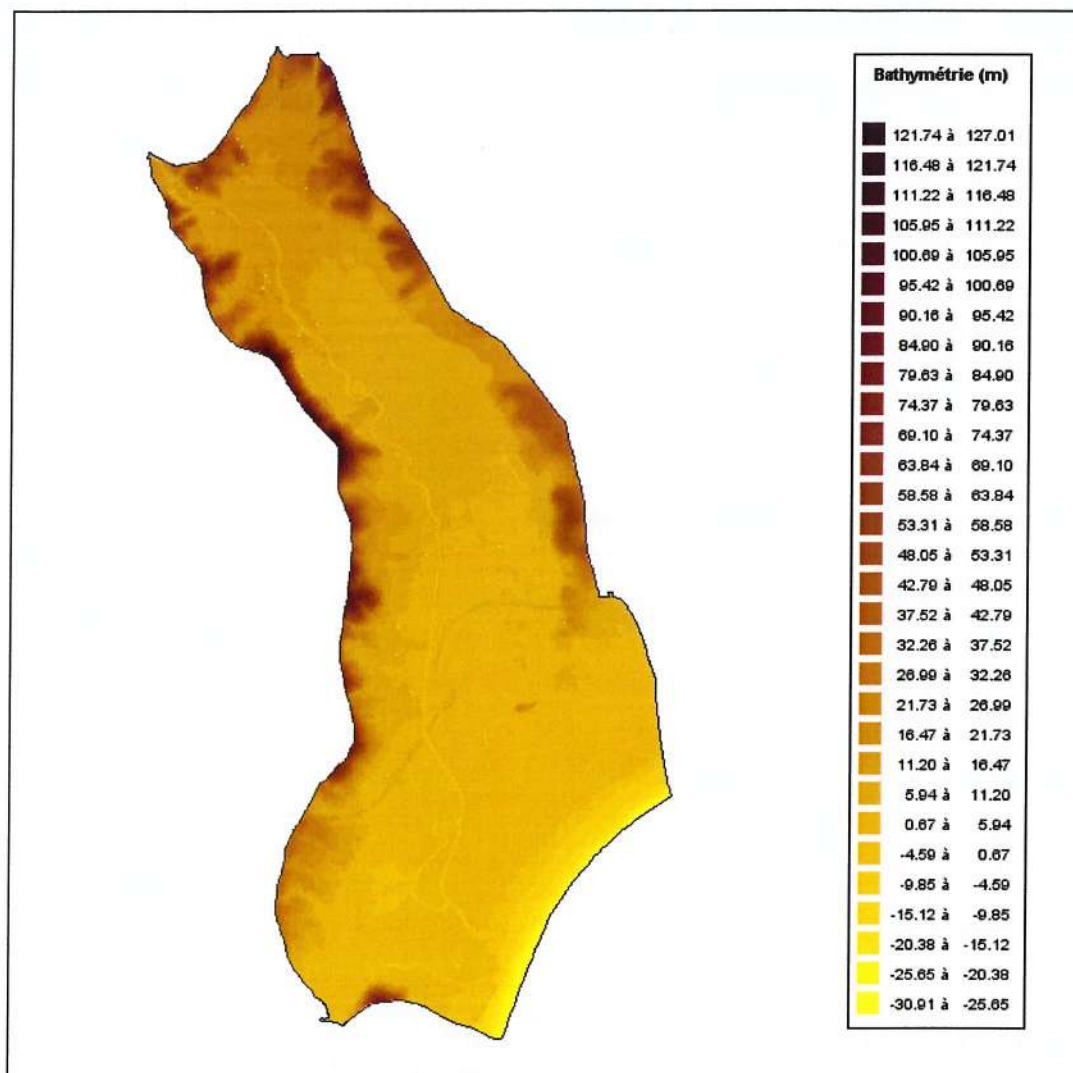 Bathymétrie (m)
121.74 à 127.01
116.48 à 121.74
111.22 à 116.48
105.95 à 111.22
100.69 à 105.95
95.42 à 100.69
90.16 à 95.42
84.90 à 90.16
79.63 à 84.90
74.37 à 79.63
69.10 à 74.37
63.84 à 69.10
58.58 à 63.84
53.31 à 58.58
48.05 à 53.31
42.79 à 48.05
37.52 à 42.79
32.26 à 37.52
26.99 à 32.26
21.73 à 26.99
16.47 à 21.73
11.20 à 16.47
5.94 à 11.20
0.67 à 5.94
-4.59 à 0.67
-9.85 à -4.59
-15.12 à -9.85
-20.38 à -15.12
-25.65 à -20.38
-30.91 à -25.65